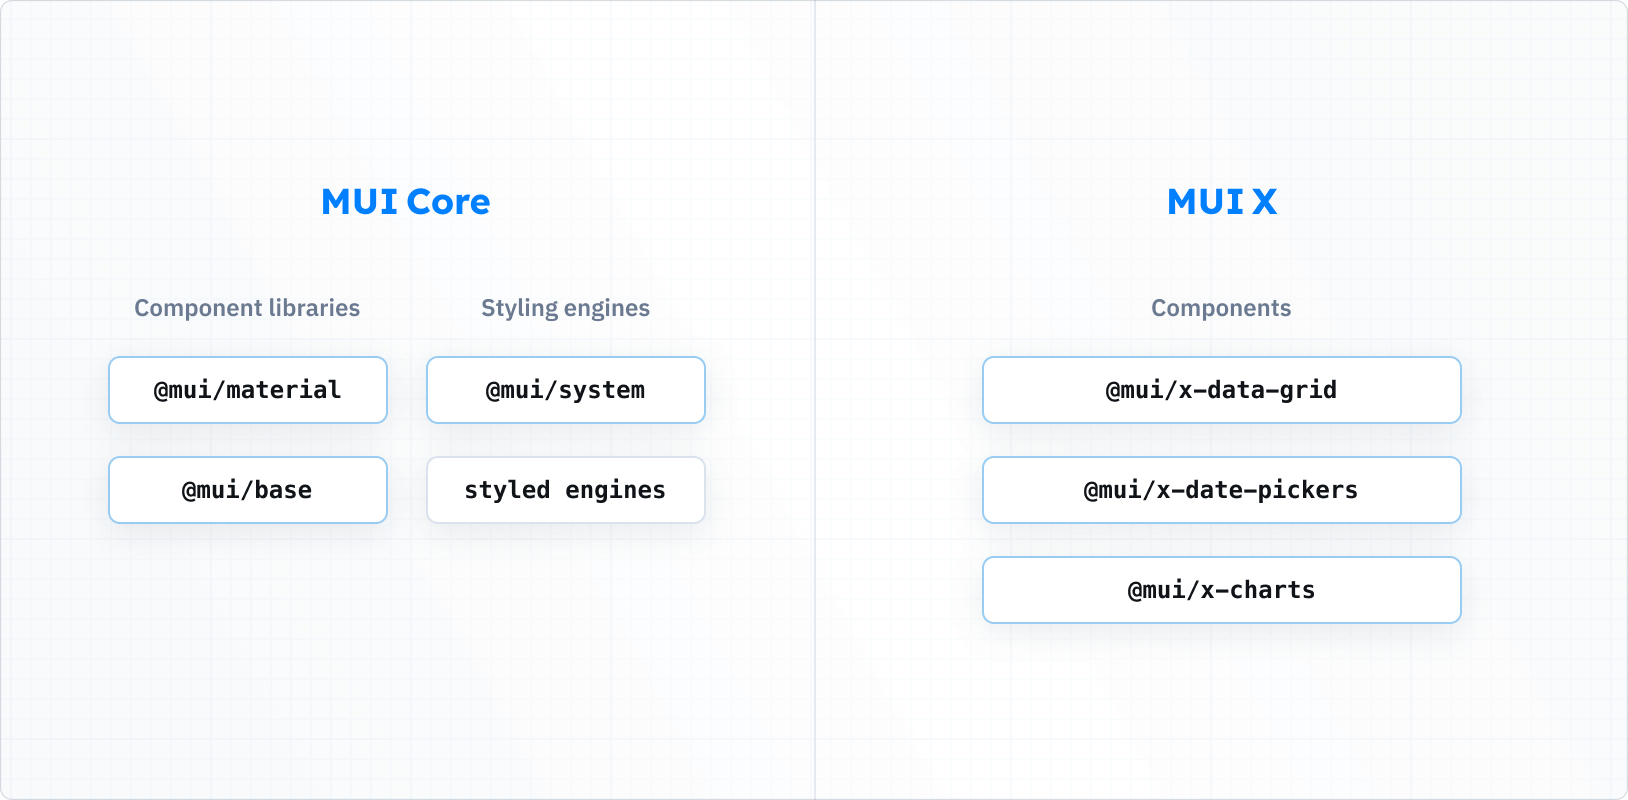 MUI Core
Component libraries
@mui/material
@mui/base
Styling engines
@mui/system
styled engines
MUI X
Components
@mui/x-data-grid
@mui/x-date-pickers
@mui/x-charts